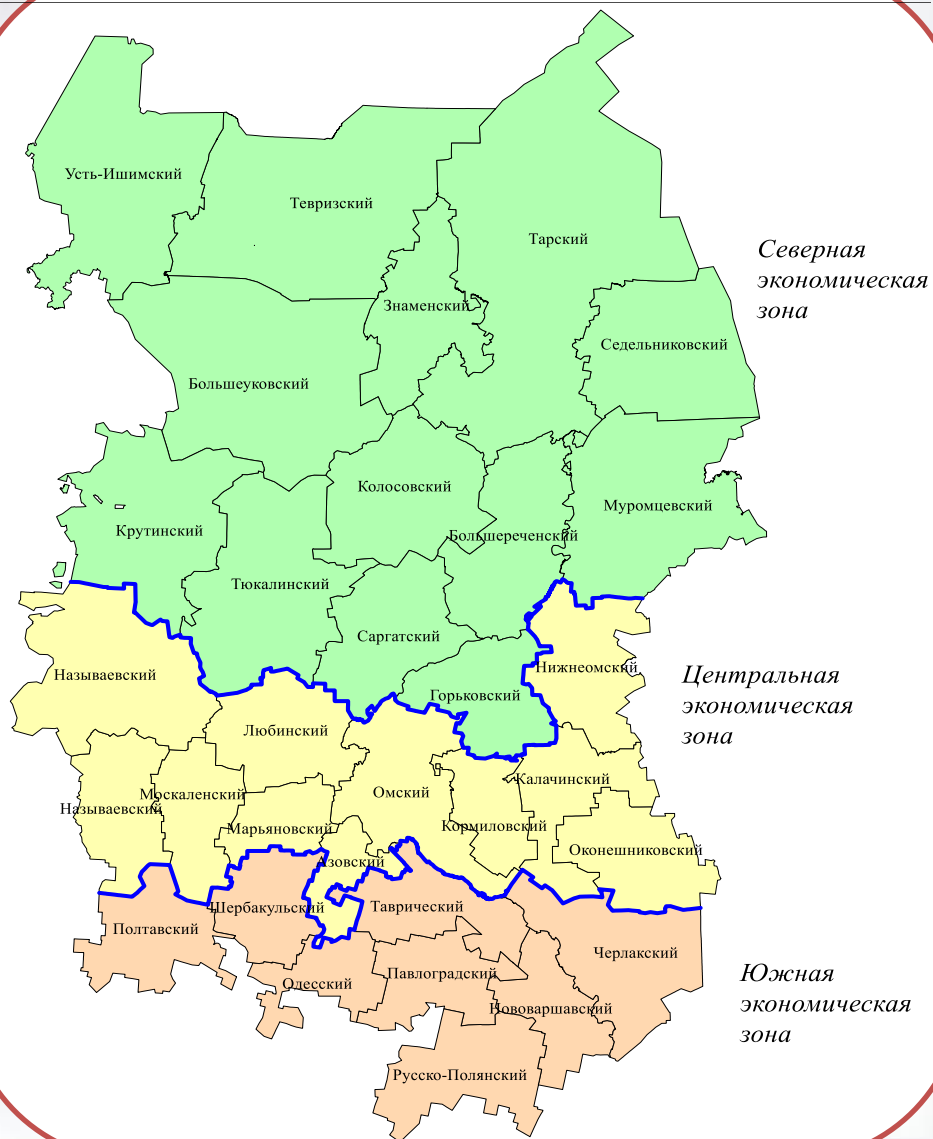 Усть-Ишимский
Тевризский
Тарский
Северная
экономическая
зона
Знаменский
Седельниковский
Большеуковский
Колосовский
Муромцевский
Крутинский
Большереченский
Тюкалинский
Саргатский
Нижнеомский
Называевский
Горьковский
Центральная
экономическая
зона
Любинский
Калачинский
Омский
Москаленский
Называевский
Марьяновский
Кормиловский
Оконешниковский
Азовский
Шербакульский
Таврический
Полтавский
Черлакский
Павлоградский
Одесский
Южная
экономическая
зона
Нововаршавский
Русско-Полянский